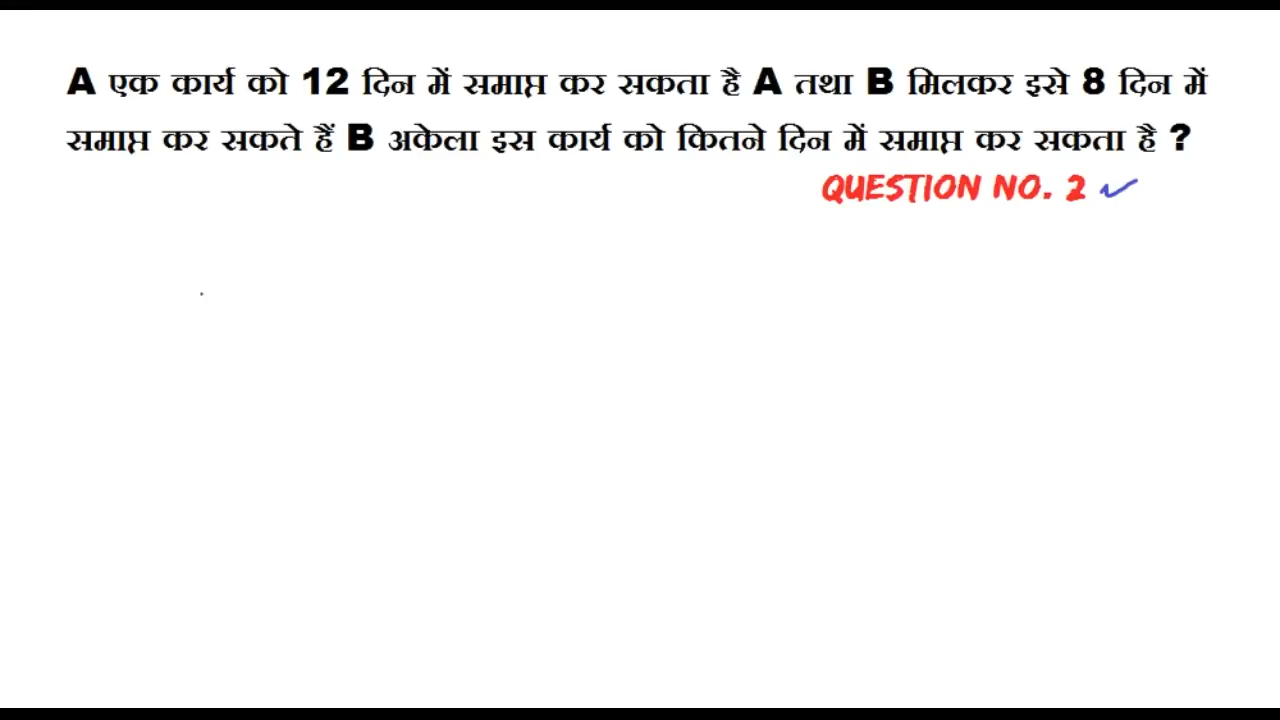 A एक कार्य को 12 दिन में समाप्त कर सकता है A तथा B मिलकर इसे 8 दिन में
समाप्त कर सकते हैं B अकेला इस कार्य को कितने दिन में समाप्त कर सकता है ?
QUESTION NO. 2